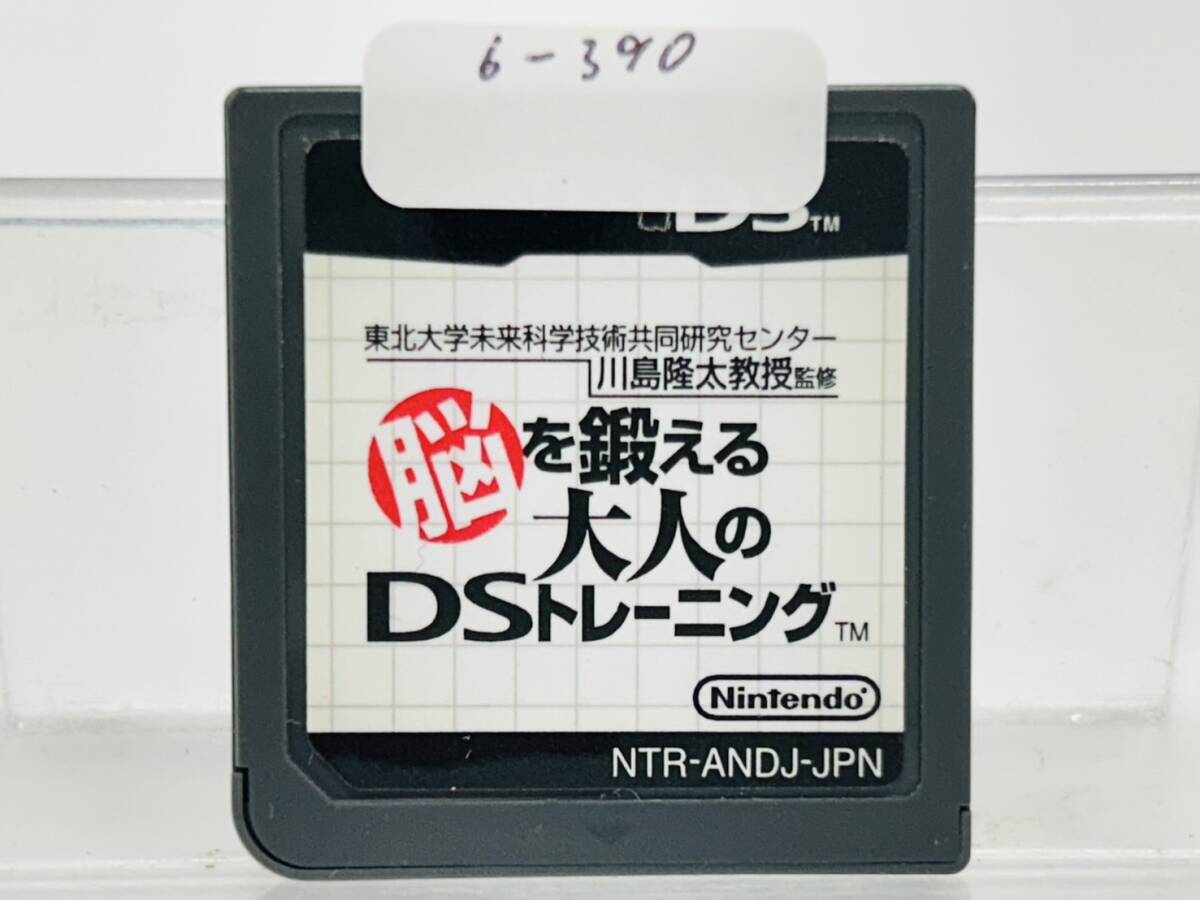 6-390
DS™
東北大学未来科学技術共同研究センター
川島隆太教授監修
脳を鍛える
大人の
DSトレーニング™
Nintendo
NTR-ANDJ-JPN